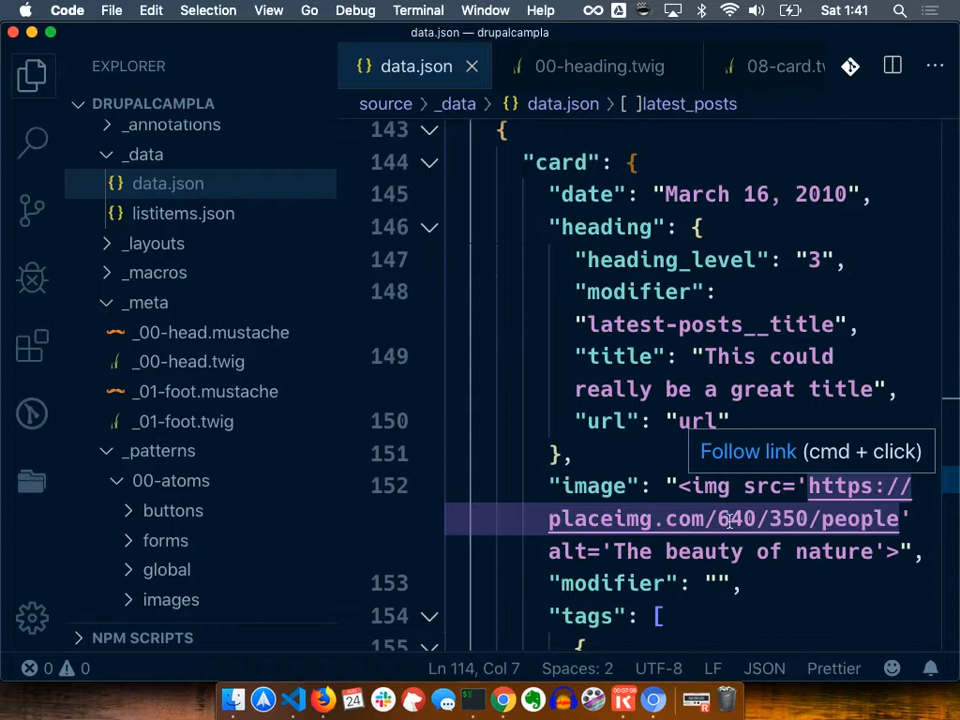 Code File Edit Selection View Go Debug Terminal Window Help Sat 1:41
data.json — drupalcampla
EXPLORER
data.json
00-heading.twig
08-card.tw
DRUPALCAMPLA
source _data {} data.json [ ]latest_posts
_annotations
_data
{} data.json
{} listitems.json
_layouts
_macros
_meta
_00-head.mustache
_00-head.twig
_01-foot.mustache
_01-foot.twig
_patterns
00-atoms
buttons
forms
global
images
NPM SCRIPTS
143 {
144 "card": {
145 "date": "March 16, 2010",
146 "heading": {
147 "heading_level": "3",
148 "modifier":
"latest-posts__title",
149 "title": "This could
really be a great title",
150 "url": "url"
Follow link (cmd + click)
151 },
152 "image": "<img src='https://
placeimg.com/640/350/people'
alt='The beauty of nature'>",
153 "modifier": "",
154 "tags": [
155 {
0 0 Ln 114, Col 7 Spaces: 2 UTF-8 LF JSON Prettier